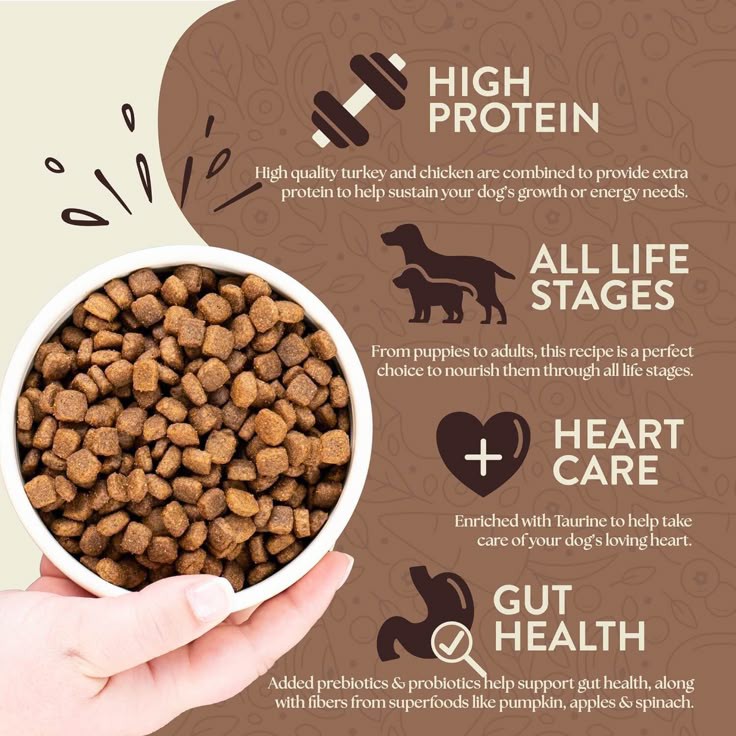 HIGH
PROTEIN
High quality turkey and chicken are combined to provide extra
protein to help sustain your dog's growth or energy needs.
ALL LIFE
STAGES
From puppies to adults, this recipe is a perfect
choice to nourish them through all life stages.
HEART
CARE
Enriched with Taurine to help take
care of your dog's loving heart.
GUT
HEALTH
Added prebiotics & probiotics help support gut health, along
with fibers from superfoods like pumpkin, apples & spinach.